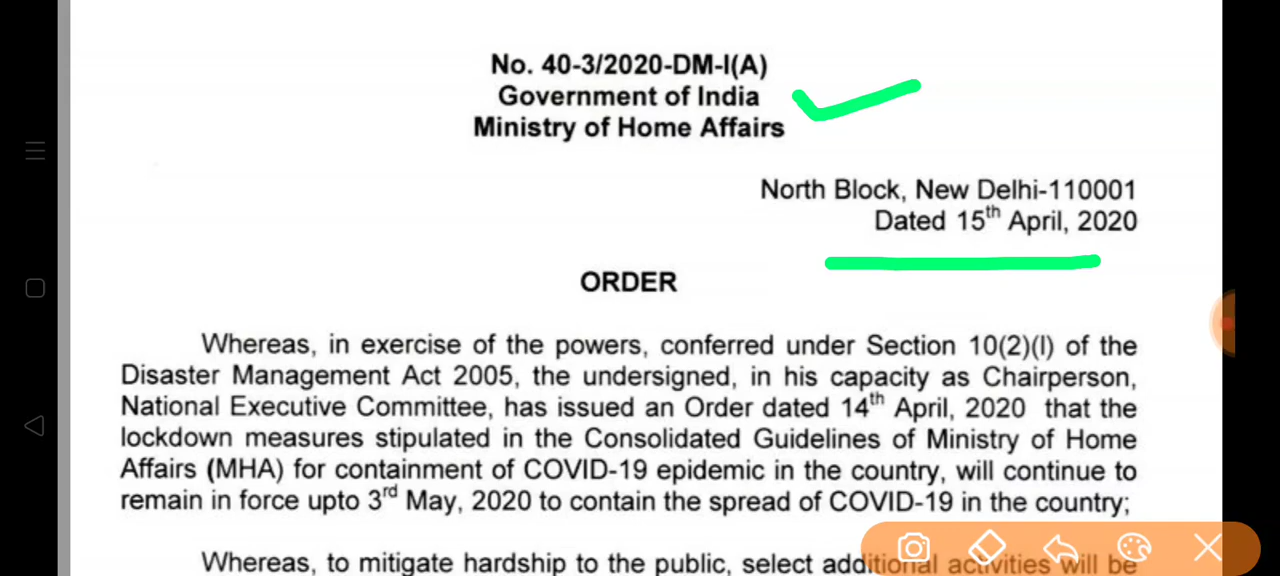 No. 40-3/2020-DM-I(A)
Government of India
Ministry of Home Affairs
North Block, New Delhi-110001
Dated 15th April, 2020
ORDER
Whereas, in exercise of the powers, conferred under Section 10(2)(l) of the
Disaster Management Act 2005, the undersigned, in his capacity as Chairperson,
National Executive Committee, has issued an Order dated 14th April, 2020 that the
lockdown measures stipulated in the Consolidated Guidelines of Ministry of Home
Affairs (MHA) for containment of COVID-19 epidemic in the country, will continue to
remain in force upto 3rd May, 2020 to contain the spread of COVID-19 in the country;
Whereas, to mitigate hardship to the public, select additional activities will be